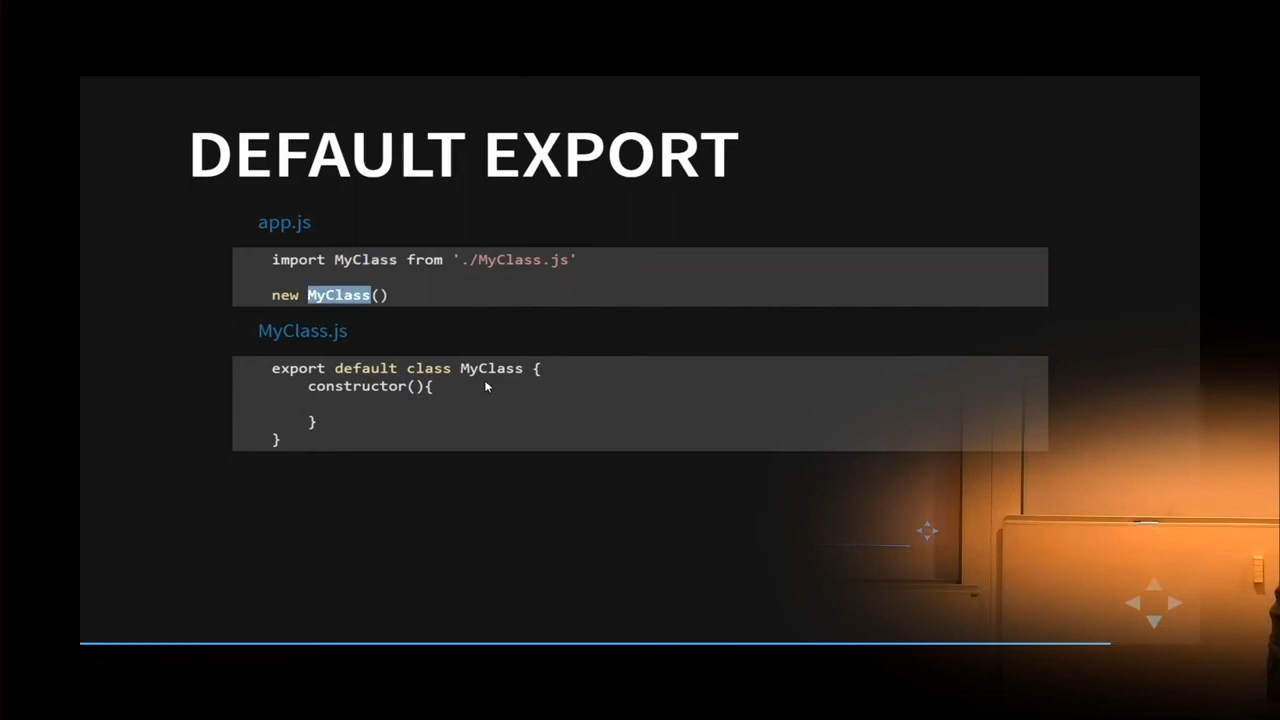 DEFAULT EXPORT
app.js
import MyClass from './MyClass.js'
new MyClass()
MyClass.js
export default class MyClass {
constructor(){
}
}